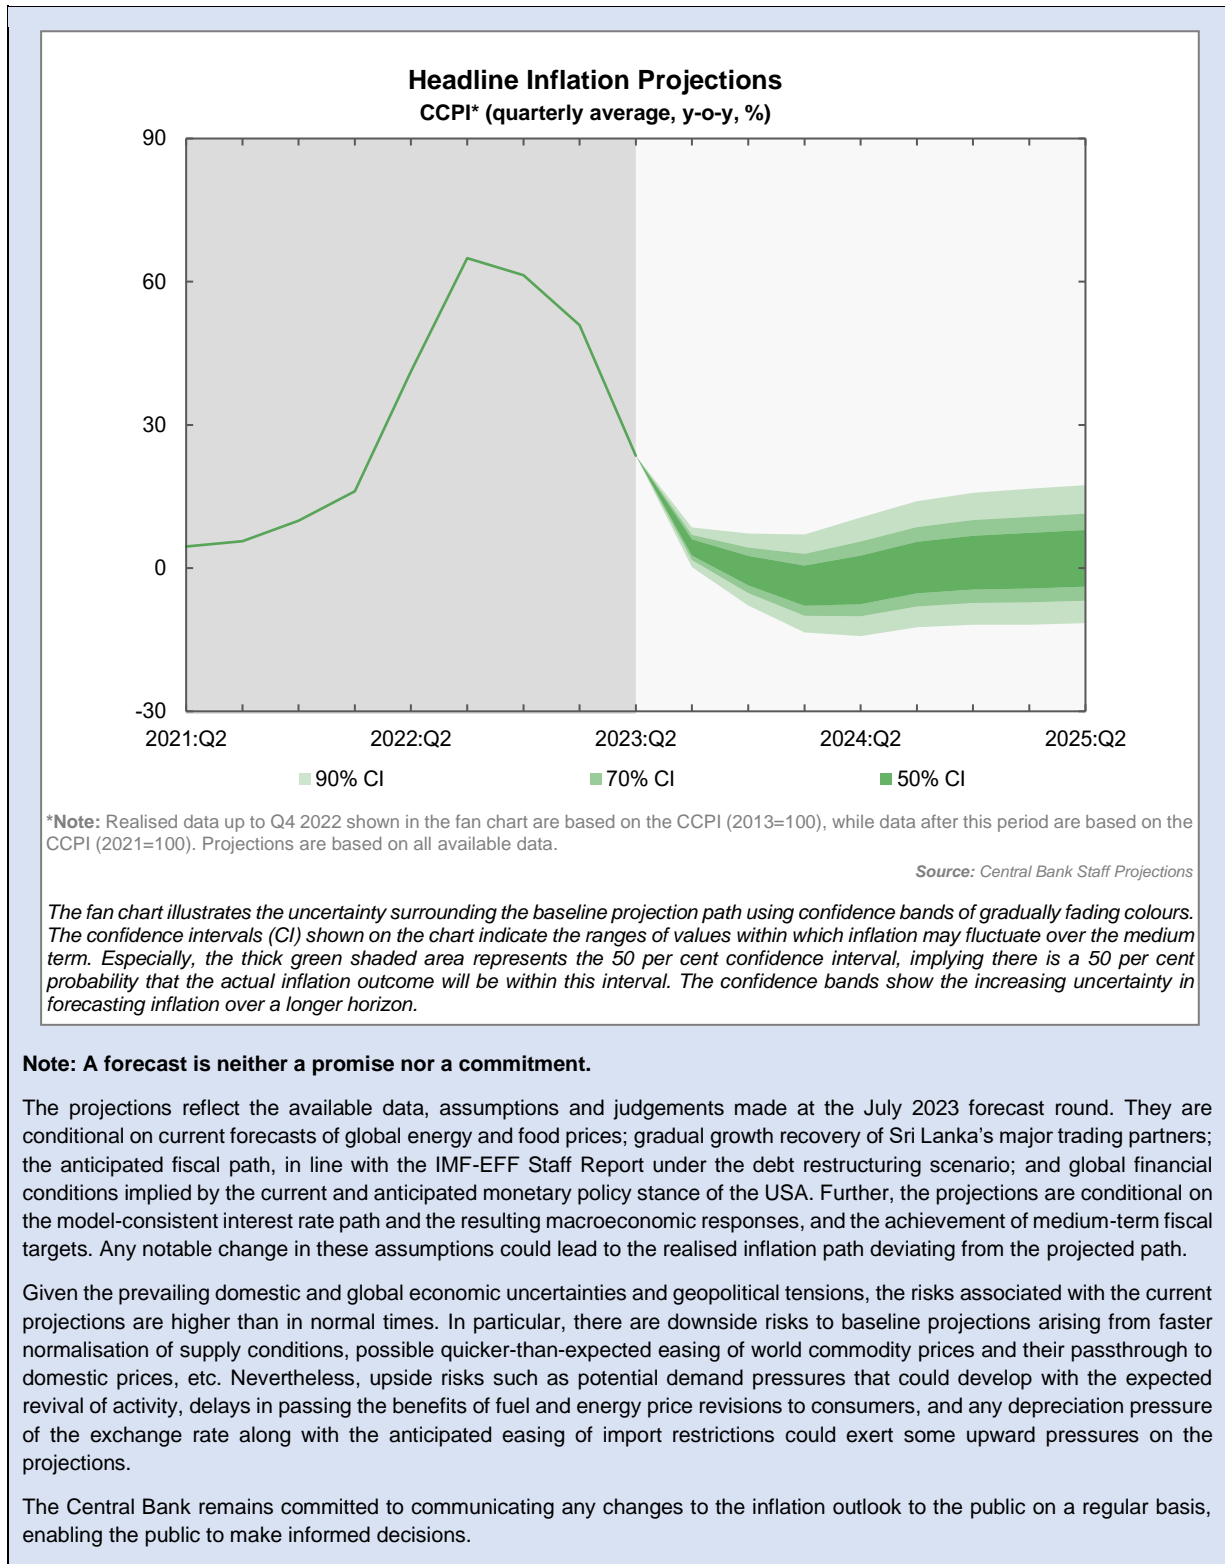 Headline Inflation Projections
CCPI* (quarterly average, y-o-y, %)
90
60
30
0
-30
2021:Q2 2022:Q2 2023:Q2 2024:Q2 2025:Q2
90% CI 70% CI 50% CI
*Note: Realised data up to Q4 2022 shown in the fan chart are based on the CCPI (2013=100), while data after this period are based on the
CCPI (2021=100). Projections are based on all available data.
Source: Central Bank Staff Projections
The fan chart illustrates the uncertainty surrounding the baseline projection path using confidence bands of gradually fading colours.
The confidence intervals (CI) shown on the chart indicate the ranges of values within which inflation may fluctuate over the medium
term. Especially, the thick green shaded area represents the 50 per cent confidence interval, implying there is a 50 per cent
probability that the actual inflation outcome will be within this interval. The confidence bands show the increasing uncertainty in
forecasting inflation over a longer horizon.
Note: A forecast is neither a promise nor a commitment.
The projections reflect the available data, assumptions and judgements made at the July 2023 forecast round. They are
conditional on current forecasts of global energy and food prices; gradual growth recovery of Sri Lanka's major trading partners;
the anticipated fiscal path, in line with the IMF-EFF Staff Report under the debt restructuring scenario; and global financial
conditions implied by the current and anticipated monetary policy stance of the USA. Further, the projections are conditional on
the model-consistent interest rate path and the resulting macroeconomic responses, and the achievement of medium-term fiscal
targets. Any notable change in these assumptions could lead to the realised inflation path deviating from the projected path.
Given the prevailing domestic and global economic uncertainties and geopolitical tensions, the risks associated with the current
projections are higher than in normal times. In particular, there are downside risks to baseline projections arising from faster
normalisation of supply conditions, possible quicker-than-expected easing of world commodity prices and their passthrough to
domestic prices, etc. Nevertheless, upside risks such as potential demand pressures that could develop with the expected
revival of activity, delays in passing the benefits of fuel and energy price revisions to consumers, and any depreciation pressure
of the exchange rate along with the anticipated easing of import restrictions could exert some upward pressures on the
projections.
The Central Bank remains committed to communicating any changes to the inflation outlook to the public on a regular basis,
enabling the public to make informed decisions.